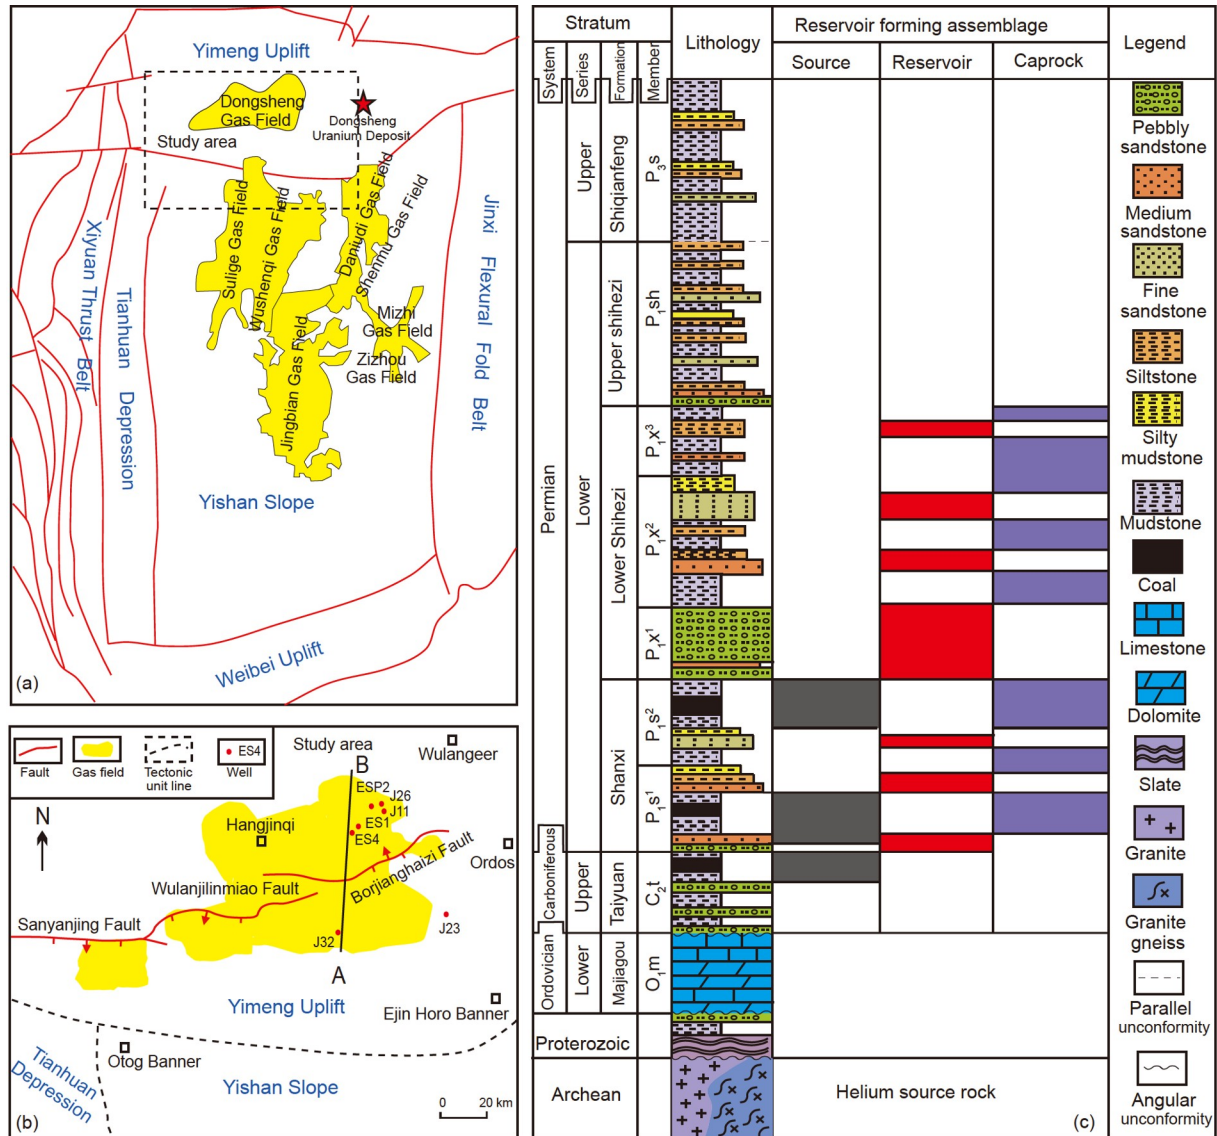 Yimeng Uplift
Dongsheng
Gas Field
Dongsheng
Uranium Deposit
Study area
Sulige Gas Field
Wushenqi Gas Field
Daniudi Gas Field
Shenmu Gas Field
Jingbian Gas Field
Mizhi
Gas Field
Zizhou
Gas Field
Xiyuan Thrust Belt
Tianhuan Depression
Jinxi Flexural Fold Belt
Yishan Slope
Weibei Uplift
(a)
Fault
Gas field
Tectonic
unit line
ES4
Well
Study area
Wulangeer
N
B
ESP2
J26
J11
ES1
ES4
Hangjinqi
Ordos
Borjianghaizi Fault
Wulanjilinmiao Fault
Sanyanjing Fault
J23
J32
A
Yimeng Uplift
Ejin Horo Banner
Otog Banner
Tianhuan
Depression
Yishan Slope
0 20 km
(b)
Stratum
Lithology
Reservoir forming assemblage
Legend
System
Series
Formation
Member
Source
Reservoir
Caprock
Permian
Upper
Shiqianfeng
P₃s
Lower
Upper shihezi
P₁sh
Lower Shihezi
P₁x³
P₁x²
P₁x¹
Shanxi
P₁s²
P₁s¹
Carboniferous
Upper
Taiyuan
C₂t
Ordovician
Lower
Majiagou
O₁m
Proterozoic
Archean
Helium source rock
(c)
Pebbly
sandstone
Medium
sandstone
Fine
sandstone
Siltstone
Silty
mudstone
Mudstone
Coal
Limestone
Dolomite
Slate
Granite
Granite
gneiss
Parallel
unconformity
Angular
unconformity